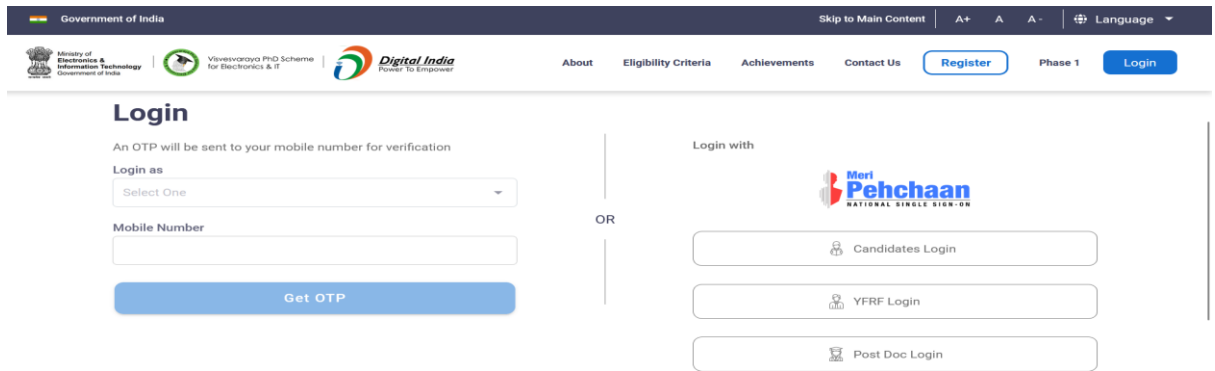 Government of India
Skip to Main Content A+ A A - Language
Ministry of
Electronics &
Information Technology
Government of India
Visvesvaraya PhD Scheme
for Electronics & IT
Digital India
Power To Empower
About Eligibility Criteria Achievements Contact Us Register Phase 1 Login
Login
An OTP will be sent to your mobile number for verification
Login as
Select One
Mobile Number
Get OTP
OR
Login with
Meri
Pehchaan
NATIONAL SINGLE SIGN-ON
Candidates Login
YFRF Login
Post Doc Login